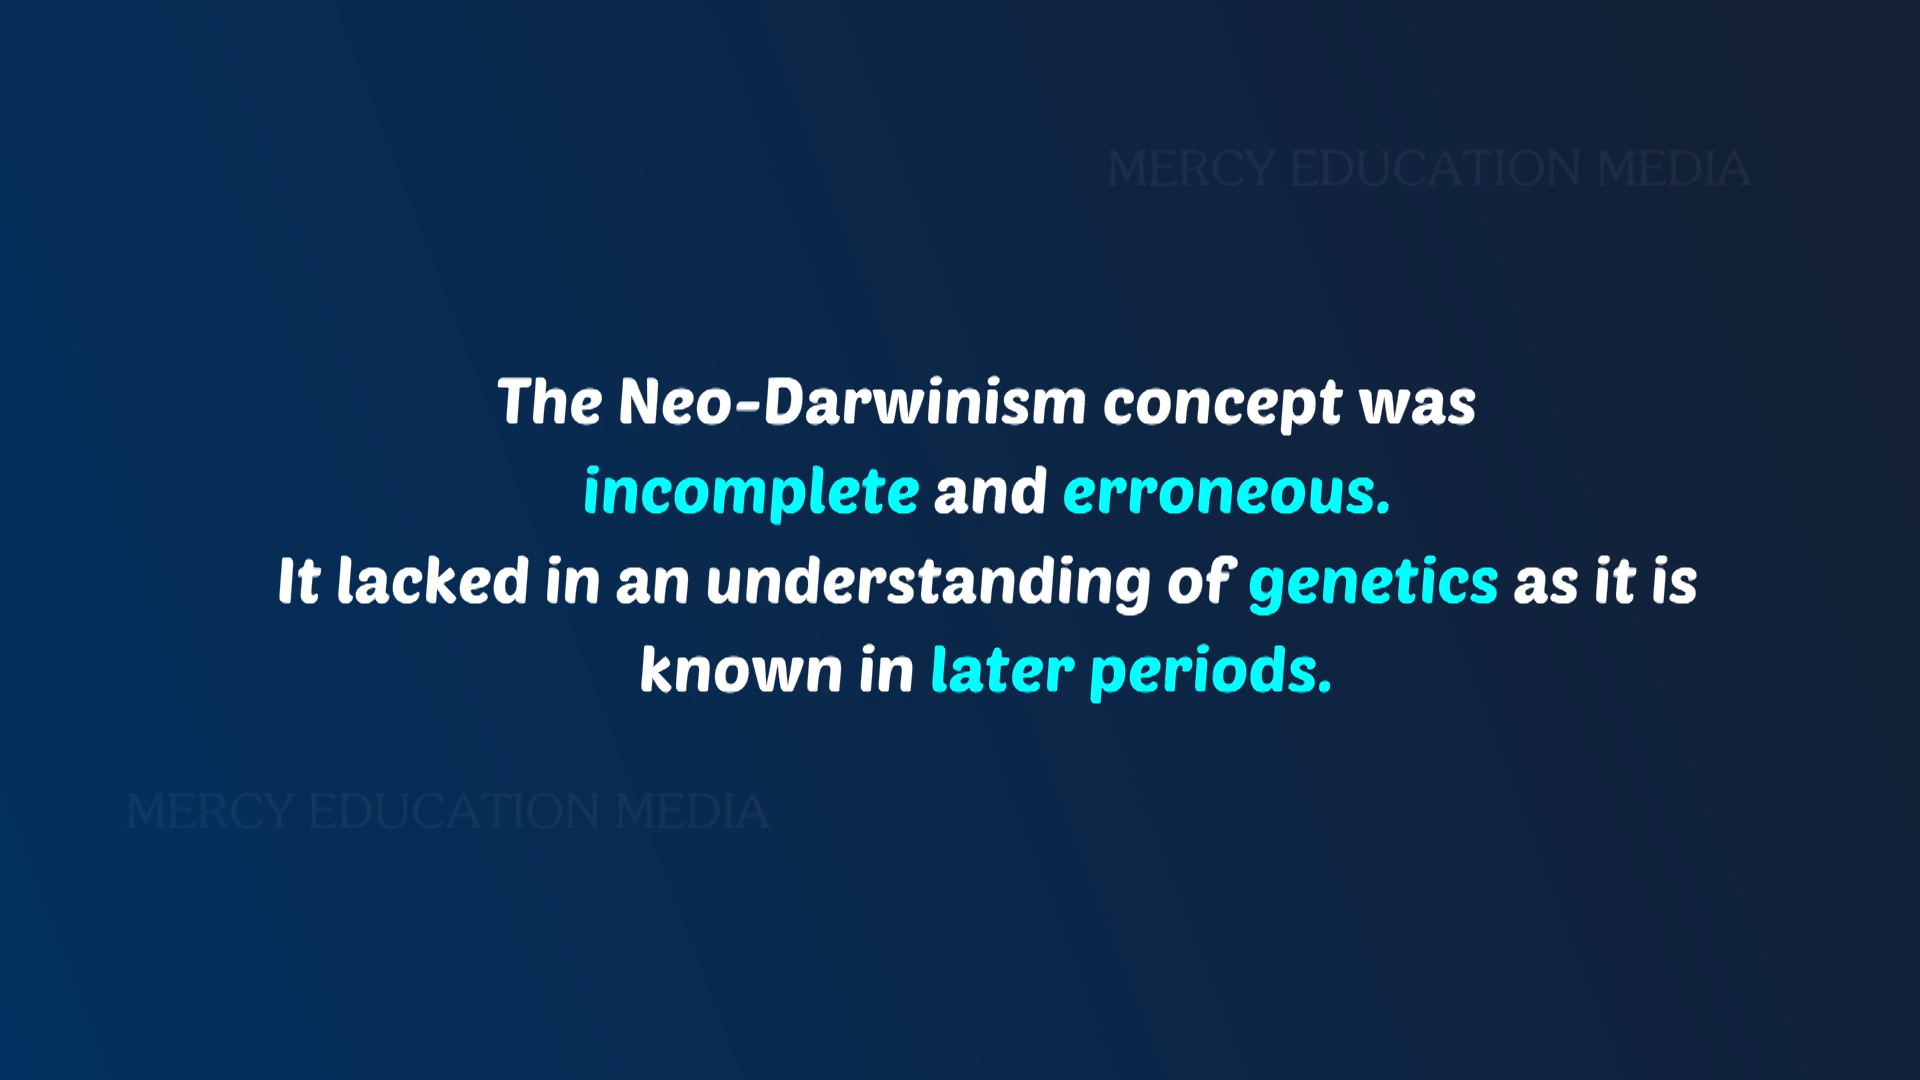 MERCY EDUCATION MEDIA
The Neo-Darwinism concept was
incomplete and erroneous.
It lacked in an understanding of genetics as it is
known in later periods.
MERCY EDUCATION MEDIA